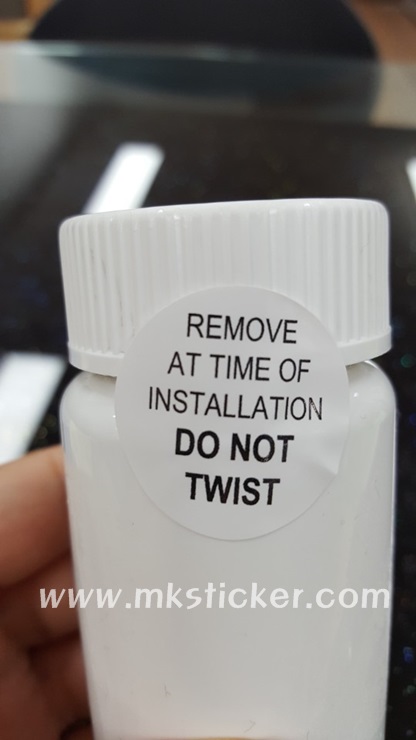 REMOVE
AT TIME OF
INSTALLATION
DO NOT
TWIST
www.mksticker.com